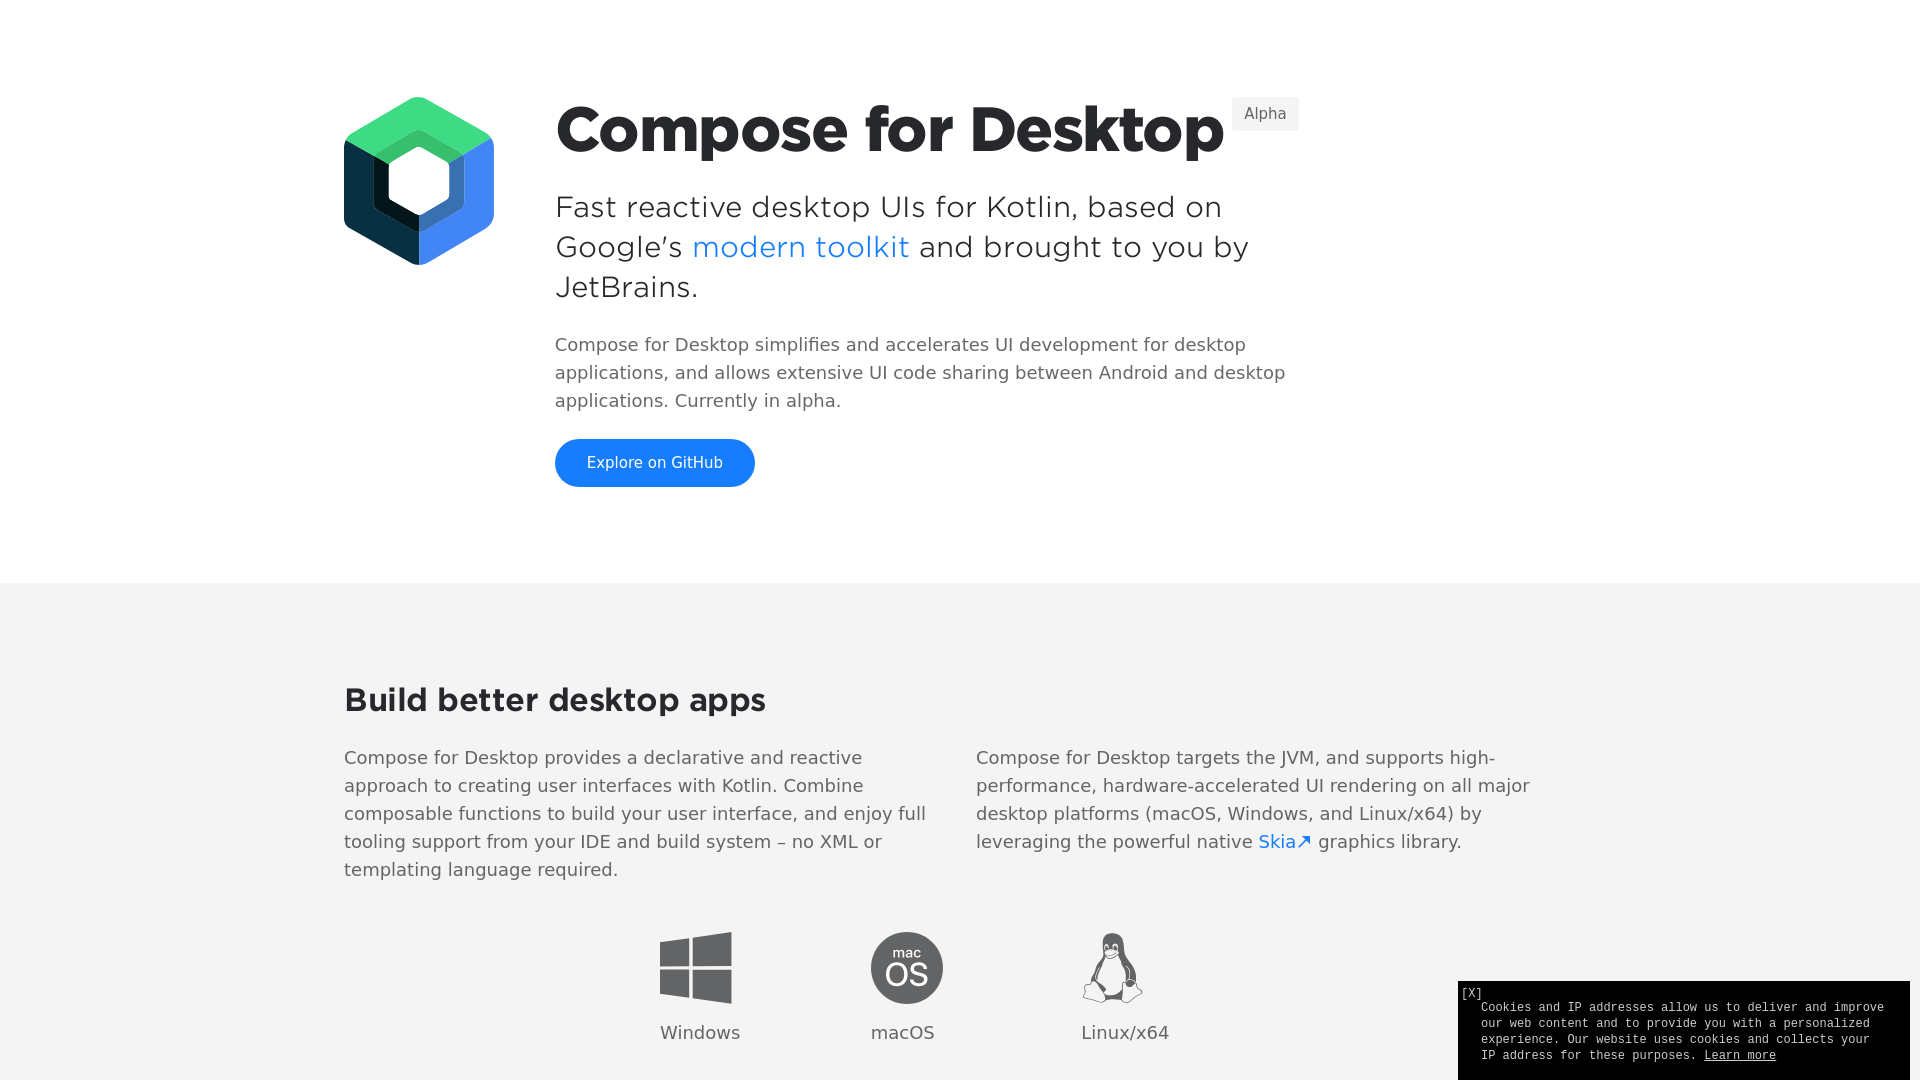 Compose for Desktop
Alpha
Fast reactive desktop UIs for Kotlin, based on
Google's modern toolkit and brought to you by
JetBrains.
Compose for Desktop simplifies and accelerates UI development for desktop
applications, and allows extensive UI code sharing between Android and desktop
applications. Currently in alpha.
Explore on GitHub
Build better desktop apps
Compose for Desktop provides a declarative and reactive
approach to creating user interfaces with Kotlin. Combine
composable functions to build your user interface, and enjoy full
tooling support from your IDE and build system – no XML or
templating language required.
Compose for Desktop targets the JVM, and supports high-
performance, hardware-accelerated UI rendering on all major
desktop platforms (macOS, Windows, and Linux/x64) by
leveraging the powerful native Skia↗ graphics library.
mac
OS
Windows
macOS
Linux/x64
[X]
Cookies and IP addresses allow us to deliver and improve
our web content and to provide you with a personalized
experience. Our website uses cookies and collects your
IP address for these purposes. Learn more